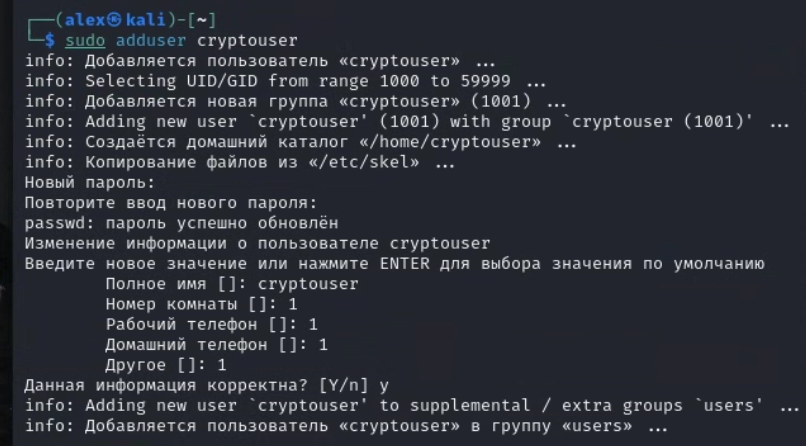 (alex㉿kali)-[~]
$ sudo adduser cryptouser
info: Добавляется пользователь «cryptouser» ...
info: Selecting UID/GID from range 1000 to 59999 ...
info: Добавляется новая группа «cryptouser» (1001) ...
info: Adding new user `cryptouser' (1001) with group `cryptouser (1001)' ...
info: Создаётся домашний каталог «/home/cryptouser» ...
info: Копирование файлов из «/etc/skel» ...
Новый пароль:
Повторите ввод нового пароля:
passwd: пароль успешно обновлён
Изменение информации о пользователе cryptouser
Введите новое значение или нажмите ENTER для выбора значения по умолчанию
Полное имя []: cryptouser
Номер комнаты []: 1
Рабочий телефон []: 1
Домашний телефон []: 1
Другое []: 1
Данная информация корректна? [Y/n] y
info: Adding new user `cryptouser' to supplemental / extra groups `users' ...
info: Добавляется пользователь «cryptouser» в группу «users» ...